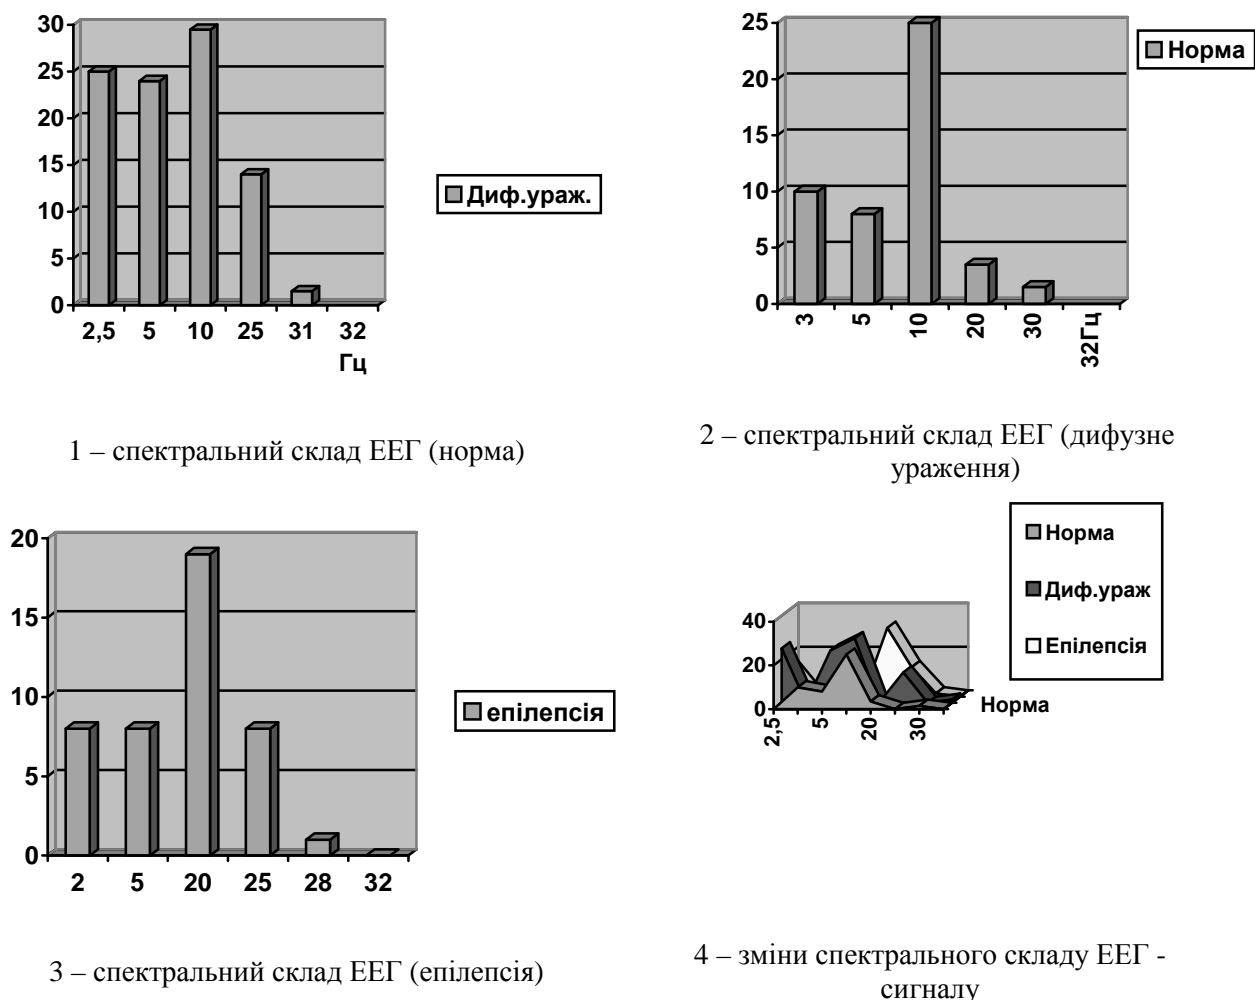 30
25
20
15
10
5
0
2,5 5 10 25 31 32
Гц
Диф.ураж.
1 – спектральний склад ЕЕГ (норма)
25
20
15
10
5
0
3 5 10 20 30 32Гц
Норма
2 – спектральний склад ЕЕГ (дифузне
ураження)
20
15
10
5
0
2 5 20 25 28 32
епілепсія
3 – спектральний склад ЕЕГ (епілепсія)
40
20
0
2,5 5 20 30
Норма
Норма
Диф.ураж
Епілепсія
4 – зміни спектрального складу ЕЕГ -
сигналу